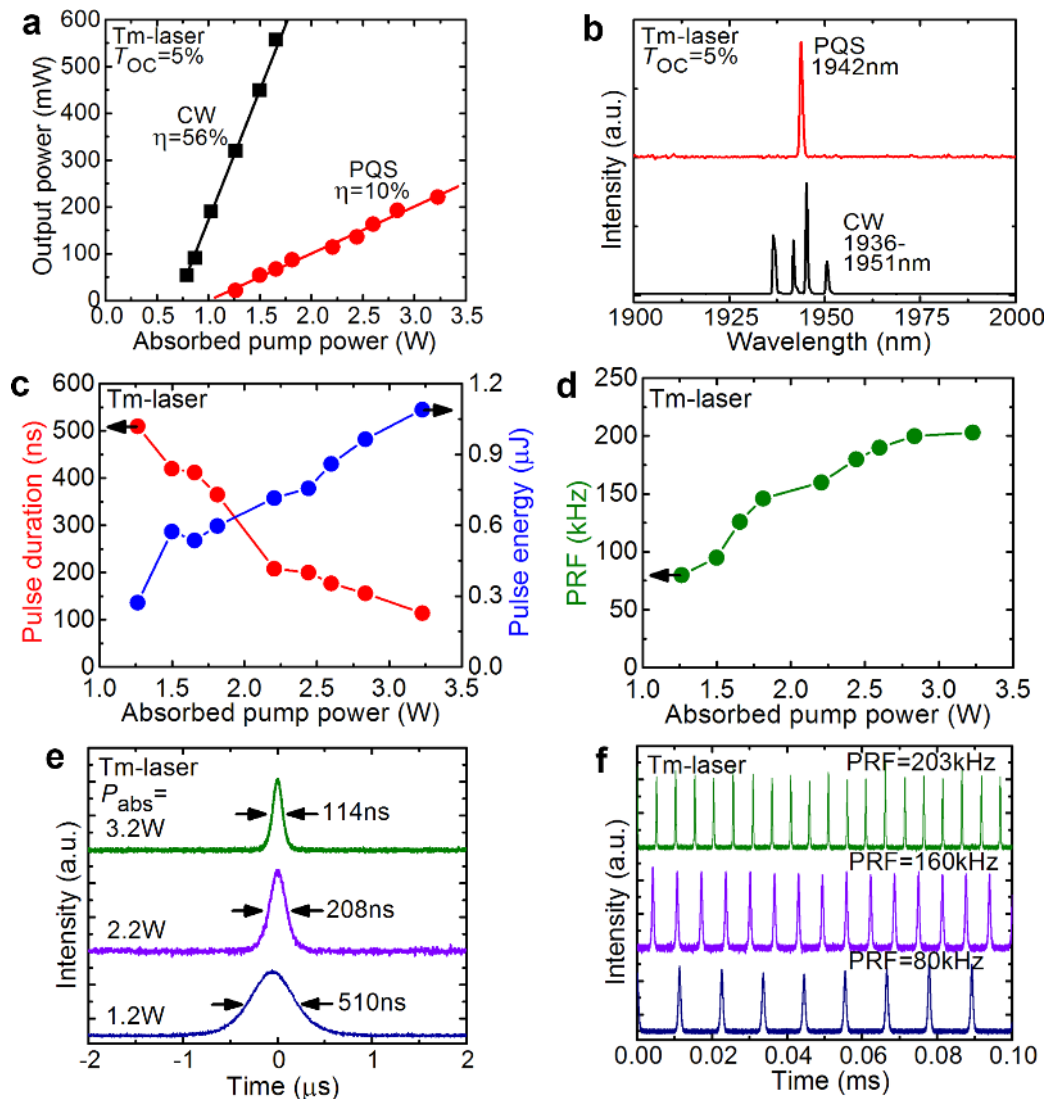 a
Tm-laser
T_OC=5%
CW
η=56%
PQS
η=10%
Output power (mW)
600
500
400
300
200
100
0
0.0 0.5 1.0 1.5 2.0 2.5 3.0 3.5
Absorbed pump power (W)
b
Tm-laser
T_OC=5%
PQS
1942nm
CW
1936-
1951nm
Intensity (a.u.)
1900 1925 1950 1975 2000
Wavelength (nm)
c
Tm-laser
Pulse duration (ns)
600
500
400
300
200
100
0
Pulse energy (μJ)
1.2
0.9
0.6
0.3
0.0
1.0 1.5 2.0 2.5 3.0 3.5
Absorbed pump power (W)
d
Tm-laser
PRF (kHz)
250
200
150
100
50
0
1.0 1.5 2.0 2.5 3.0 3.5
Absorbed pump power (W)
e
Tm-laser
P_abs=
3.2W
114ns
2.2W
208ns
1.2W
510ns
Intensity (a.u.)
-2 -1 0 1 2
Time (μs)
f
Tm-laser
PRF=203kHz
PRF=160kHz
PRF=80kHz
Intensity (a.u.)
0.00 0.02 0.04 0.06 0.08 0.10
Time (ms)